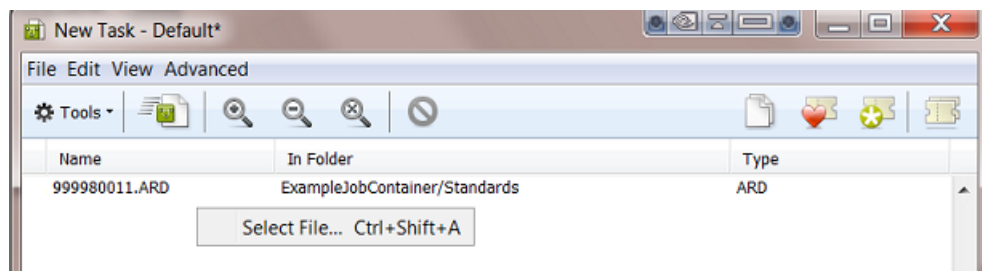 New Task - Default*
File Edit View Advanced
Tools
Name In Folder Type
999980011.ARD ExampleJobContainer/Standards ARD
Select File... Ctrl+Shift+A